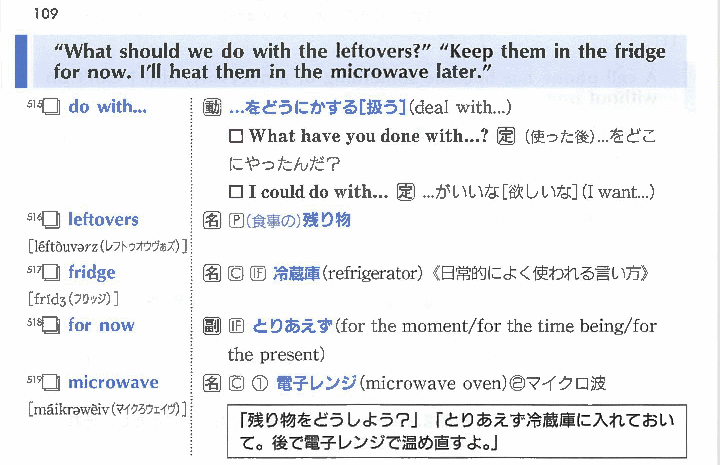 109
"What should we do with the leftovers?" "Keep them in the fridge
for now. I'll heat them in the microwave later."
515 do with... 動 ...をどうにかする[扱う](deal with...)
□ What have you done with...? 定 (使った後)...をどこ
にやったんだ?
□ I could do with... 定 ...がいいな[欲しいな](I want...)
516 leftovers 名 Ⓟ(食事の)残り物
[léftòuvərz(レフトゥオウヴァズ)]
517 fridge 名 Ⓒ IF 冷蔵庫(refrigerator)《日常的によく使われる言い方》
[frídʒ(フリッジ)]
518 for now 副 IF とりあえず(for the moment/for the time being/for
the present)
519 microwave 名 Ⓒ ① 電子レンジ(microwave oven)②マイクロ波
[máikrəwèiv(マイクロウェイヴ)]
「残り物をどうしよう?」「とりあえず冷蔵庫に入れておい
て。後で電子レンジで温め直すよ。」